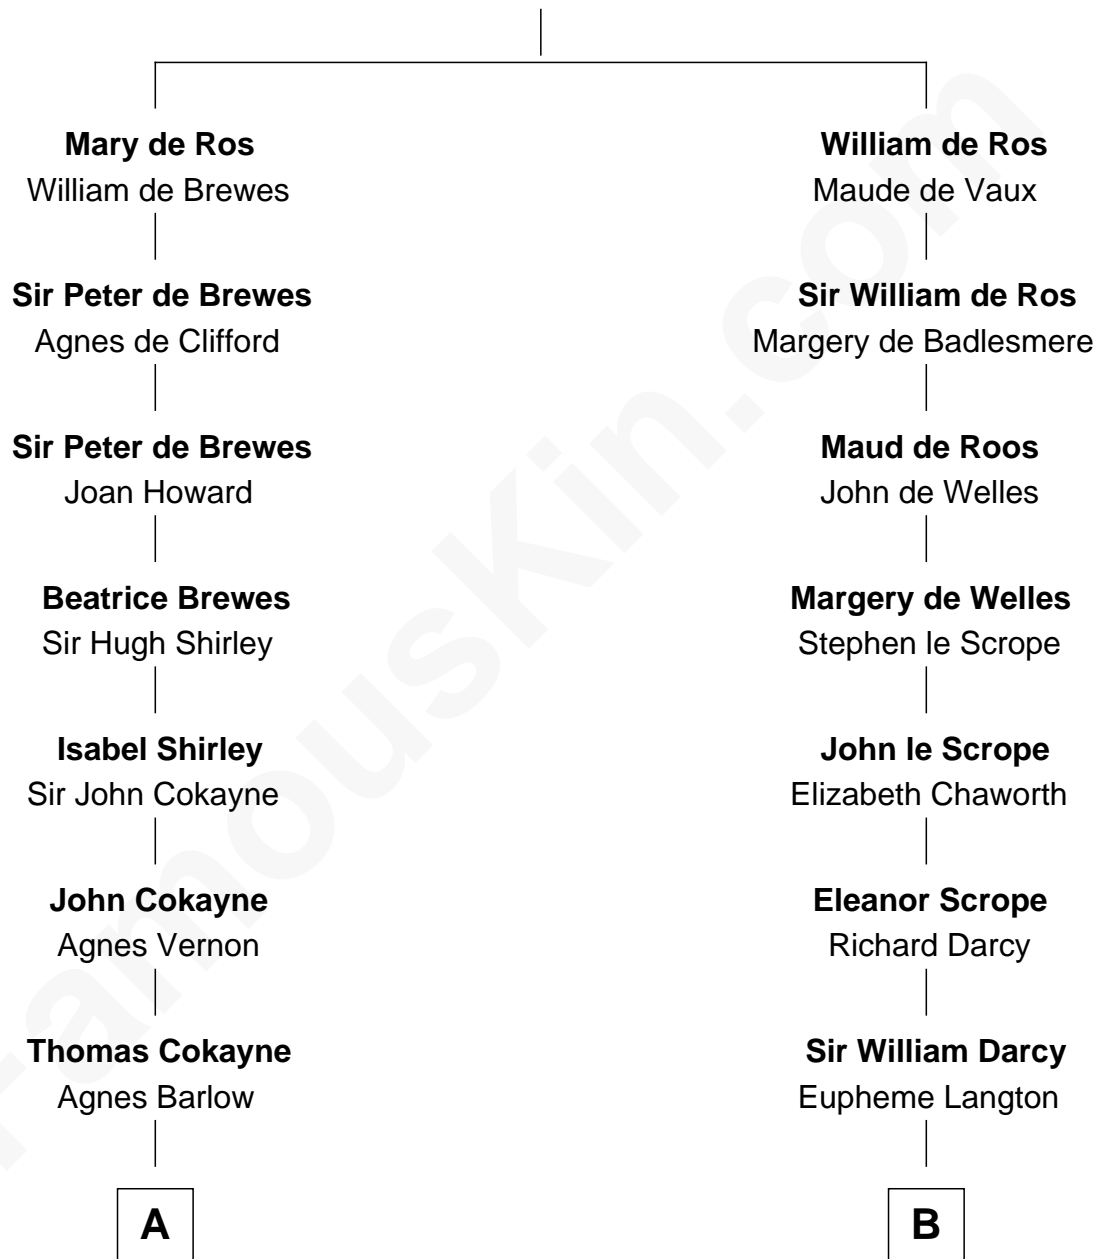 Mary de Ros
William de Brewes
Sir Peter de Brewes
Agnes de Clifford
Sir Peter de Brewes
Joan Howard
Beatrice Brewes
Sir Hugh Shirley
Isabel Shirley
Sir John Cokayne
John Cokayne
Agnes Vernon
Thomas Cokayne
Agnes Barlow
A
William de Ros
Maude de Vaux
Sir William de Ros
Margery de Badlesmere
Maud de Roos
John de Welles
Margery de Welles
Stephen le Scrope
John le Scrope
Elizabeth Chaworth
Eleanor Scrope
Richard Darcy
Sir William Darcy
Eupheme Langton
B
FamousKin.com